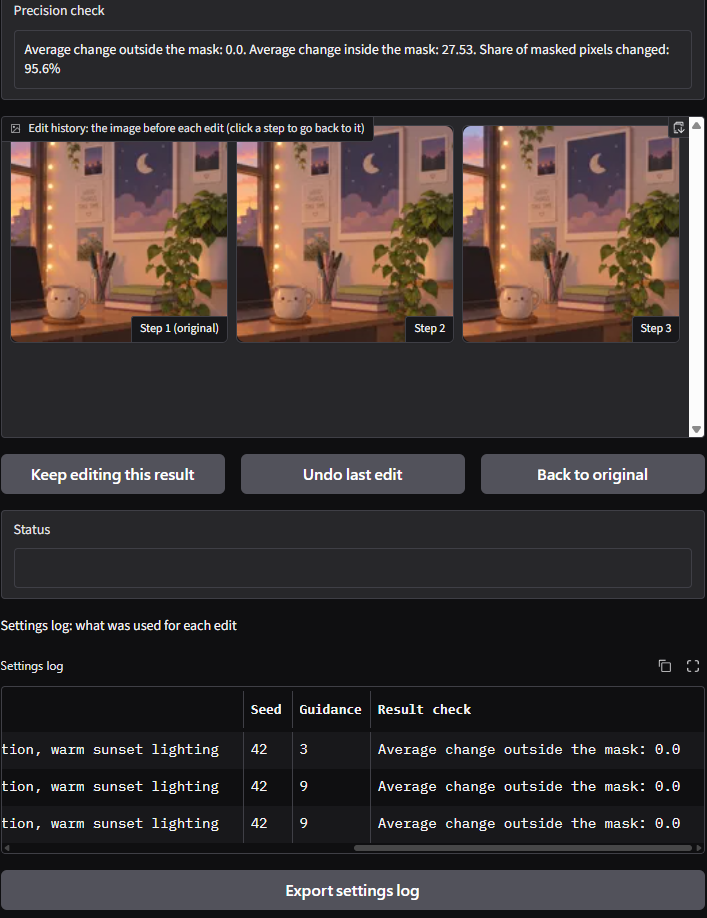 Precision check
Average change outside the mask: 0.0. Average change inside the mask: 27.53. Share of masked pixels changed:
95.6%
Edit history: the image before each edit (click a step to go back to it)
Step 1 (original)
Step 2
Step 3
Keep editing this result
Undo last edit
Back to original
Status
Settings log: what was used for each edit
Settings log
Seed Guidance Result check
tion, warm sunset lighting 42 3 Average change outside the mask: 0.0
tion, warm sunset lighting 42 9 Average change outside the mask: 0.0
tion, warm sunset lighting 42 9 Average change outside the mask: 0.0
Export settings log